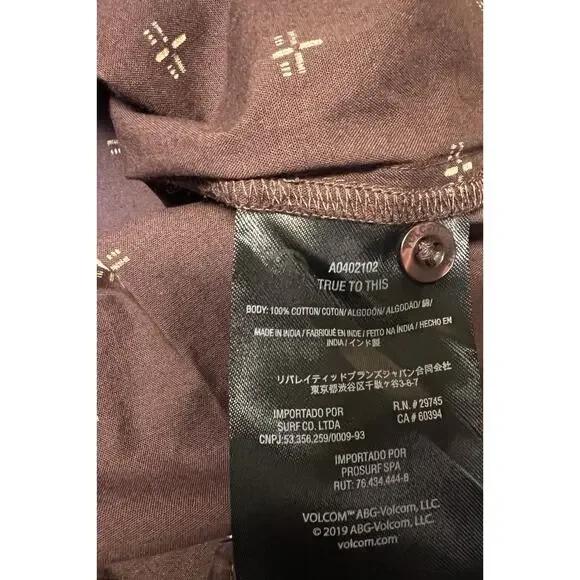 A0402102
TRUE TO THIS
BODY: 100% COTTON/ COTON/ ALGODÓN/ ALGODÃO/ 綿/
MADE IN INDIA / FABRIQUÉ EN INDE / FEITO NA ÍNDIA / HECHO EN
INDIA / インド製
リバレイティッドブランズジャパン合同会社
東京都渋谷区千駄ヶ谷3-8-7
IMPORTADO POR
SURF CO. LTDA
CNPJ: 53.356.259/0009-93
R.N. # 29745
CA # 60394
IMPORTADO POR
PROSURF SPA
RUT: 76.434.444-8
VOLCOM™ ABG-Volcom, LLC.
© 2019 ABG-Volcom, LLC.
volcom.com